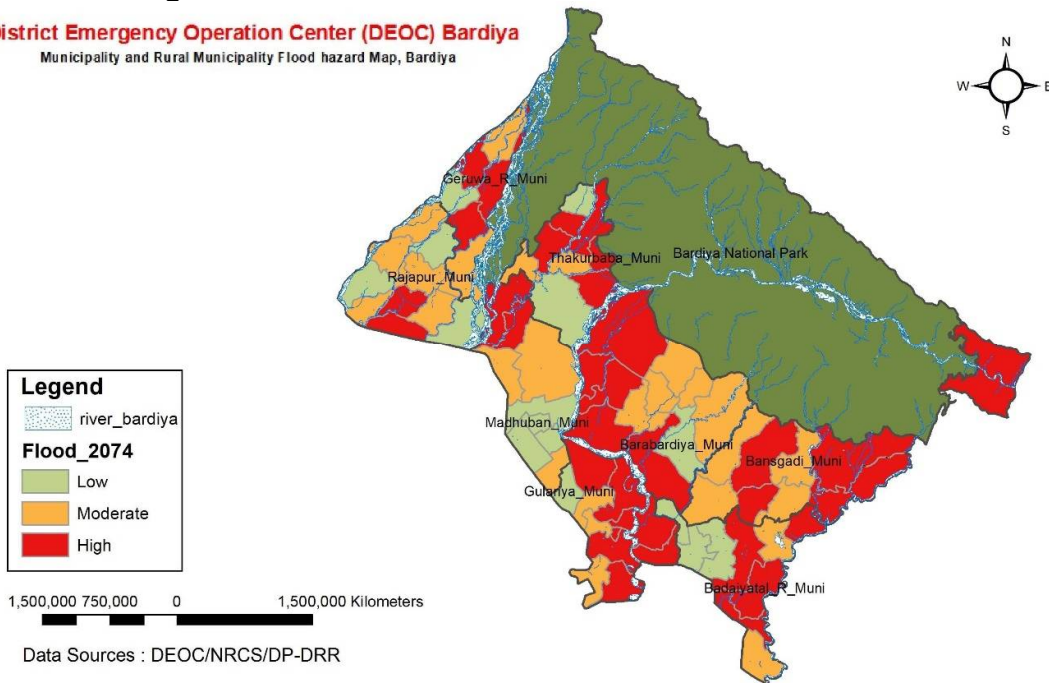 District Emergency Operation Center (DEOC) Bardiya
Municipality and Rural Municipality Flood hazard Map, Bardiya
N
W
E
S
Geruwa_R_Muni
Thakurbaba_Muni
Bardiya National Park
Rajapur_Muni
Madhuban_Muni
Barabardiya_Muni
Bansgadi_Muni
Gulariya_Muni
Badaiyatal_R_Muni
Legend
river_bardiya
Flood_2074
Low
Moderate
High
1,500,000 750,000 0 1,500,000 Kilometers
Data Sources : DEOC/NRCS/DP-DRR